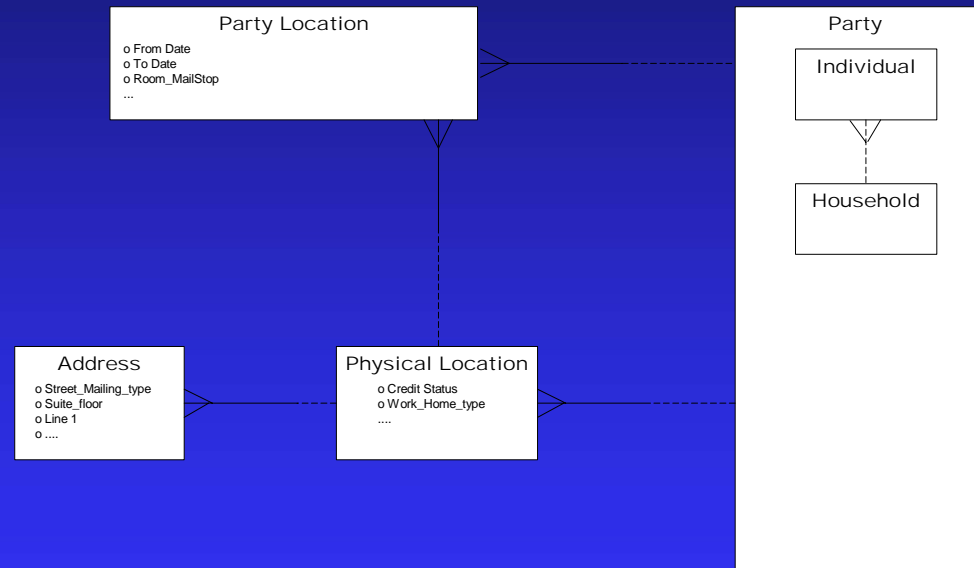 Party Location
o From Date
o To Date
o Room_MailStop
...
Party
Individual
Household
Address
o Street_Mailing_type
o Suite_floor
o Line 1
o ....
Physical Location
o Credit Status
o Work_Home_type
....